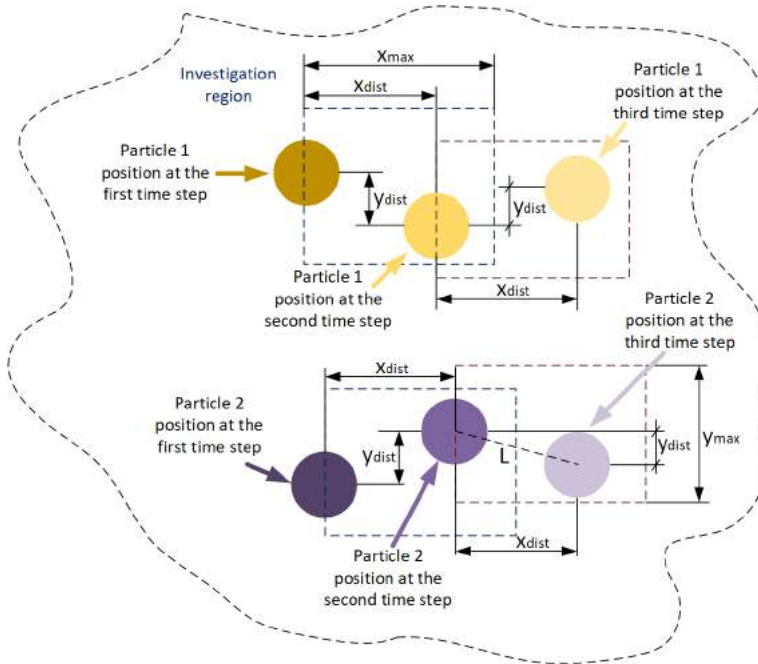 Investigation
region
Xmax
Xdist
Particle 1
position at the
third time step
Particle 1
position at the
first time step
ydist
ydist
Particle 1
position at the
second time step
Xdist
Particle 2
position at the
third time step
Xdist
Particle 2
position at the
first time step
ydist
L
ydist
ymax
Xdist
Particle 2
position at the
second time step